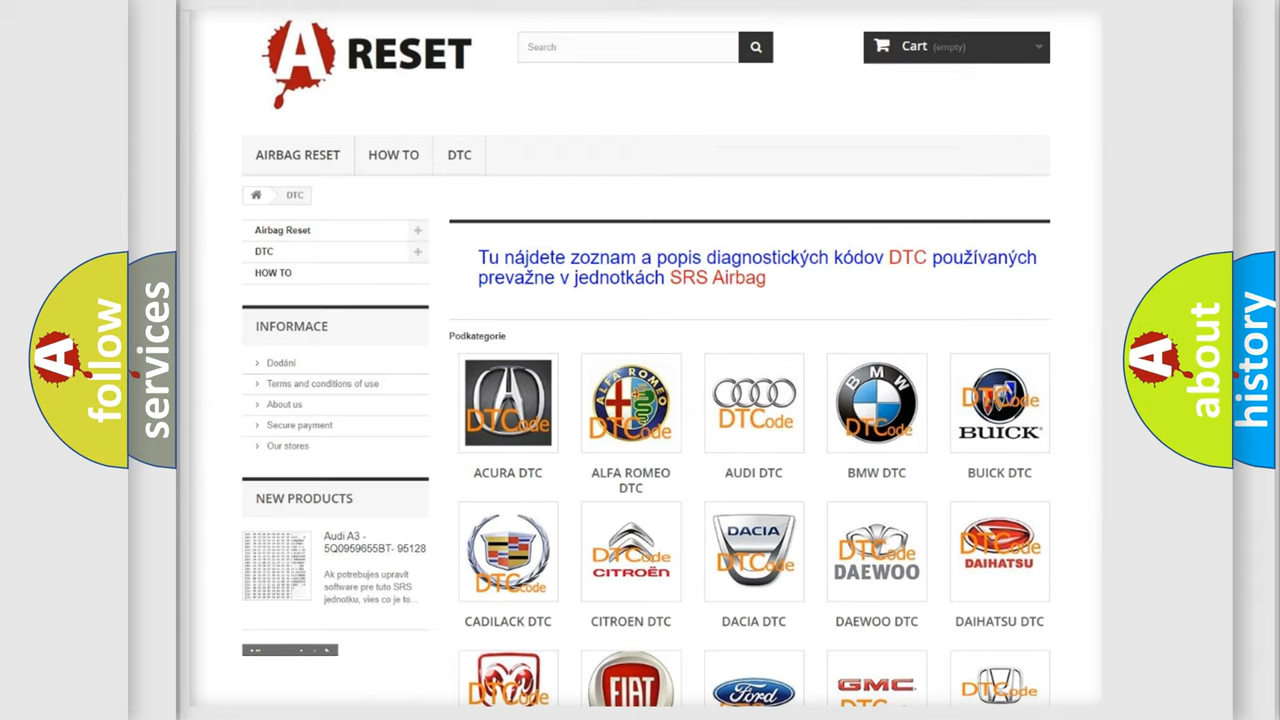 A RESET
Search
Cart (empty)
AIRBAG RESET
HOW TO
DTC
DTC
Airbag Reset
DTC
HOW TO
Tu nájdete zoznam a popis diagnostických kódov DTC používaných
prevažne v jednotkách SRS Airbag
INFORMACE
Dodání
Terms and conditions of use
About us
Secure payment
Our stores
NEW PRODUCTS
Audi A3 -
5Q0959655BT- 95128
Ak potrebujes upravit
software pre tuto SRS
jednotku, vies co je to...
Podkategorie
DTCode
ALFA ROMEO
DTCode
DTCode
BMW
DTCode
DTCode
BUICK
ACURA DTC
ALFA ROMEO
DTC
AUDI DTC
BMW DTC
BUICK DTC
DTCode
DTCode
CITROËN
DACIA
DTCode
DTCode
DAEWOO
DTCode
DAIHATSU
CADILACK DTC
CITROEN DTC
DACIA DTC
DAEWOO DTC
DAIHATSU DTC
DTCode
FIAT
Ford
GMC
DTCode
A follow
services
A about
history